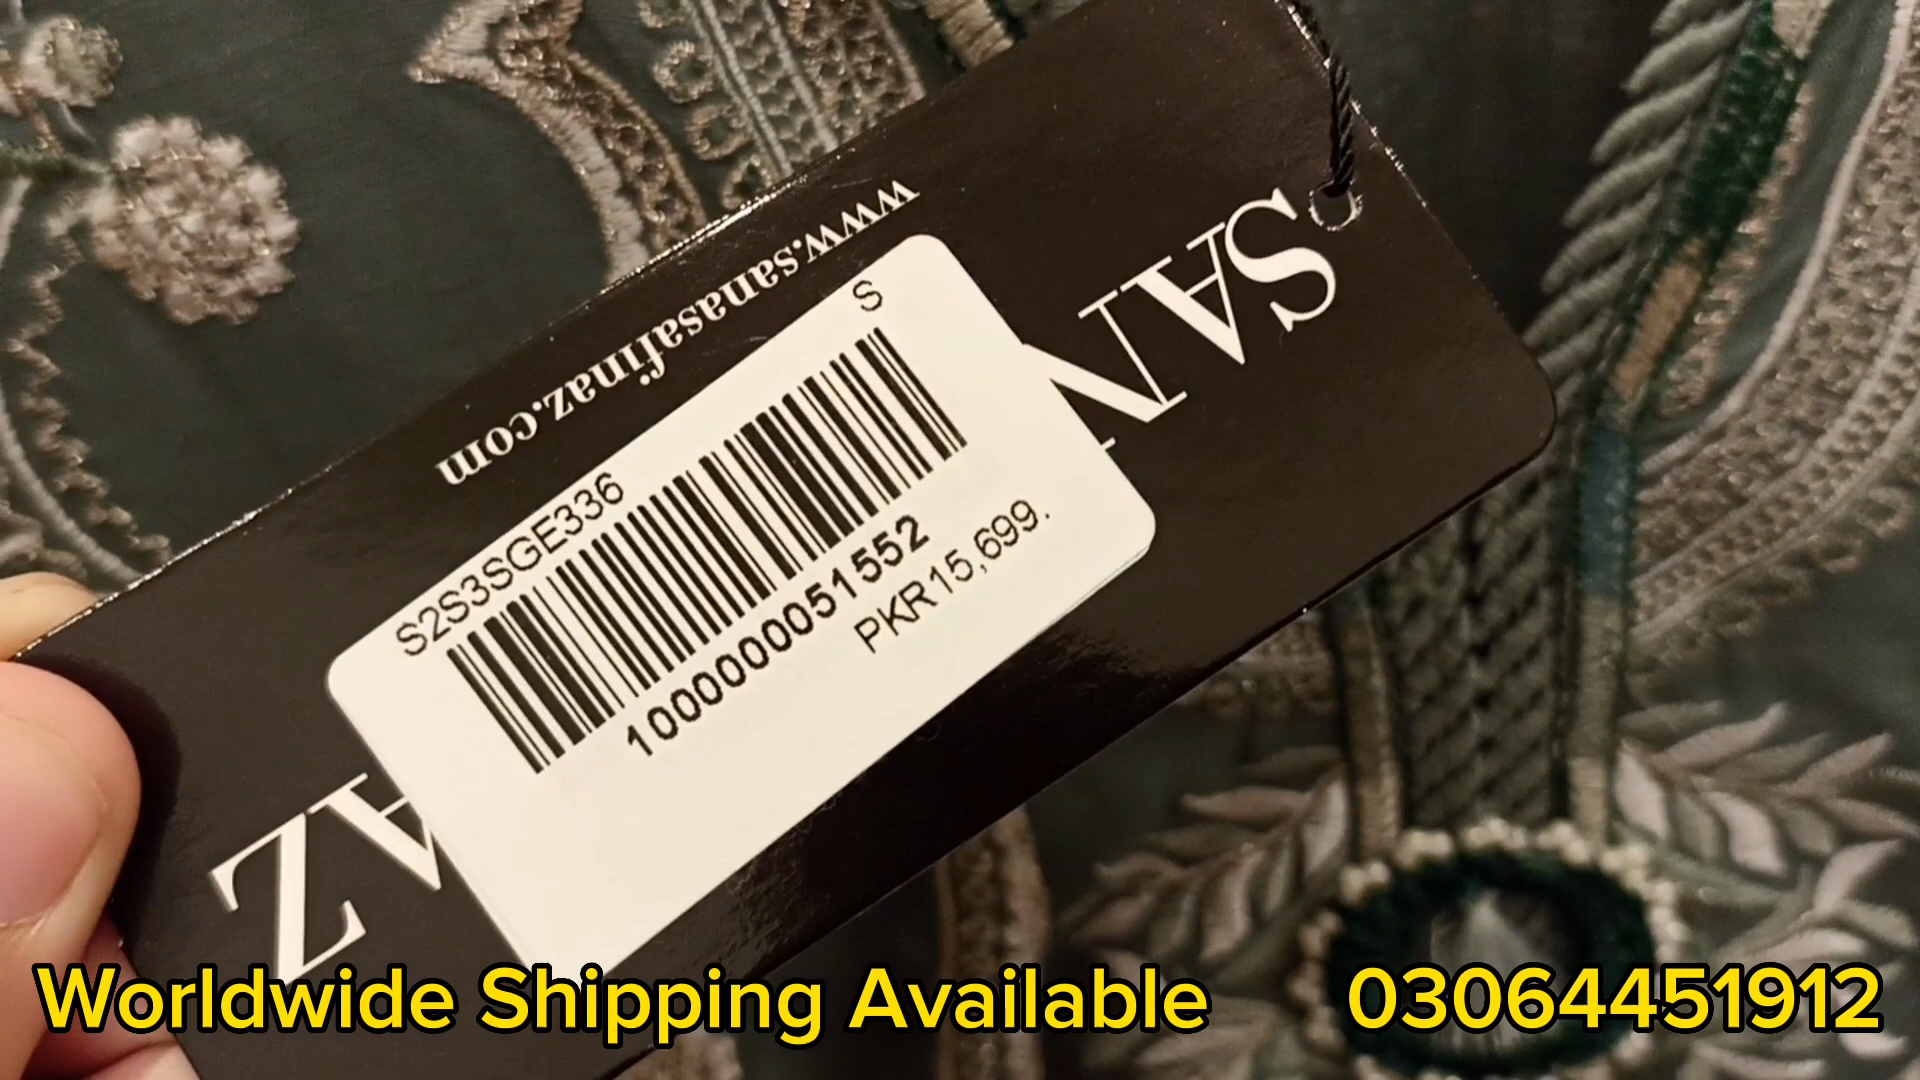 www.sanasafinaz.com
SAN
AZ
S
S2S3SGE336
1000000051552
PKR15,699.
Worldwide Shipping Available
03064451912